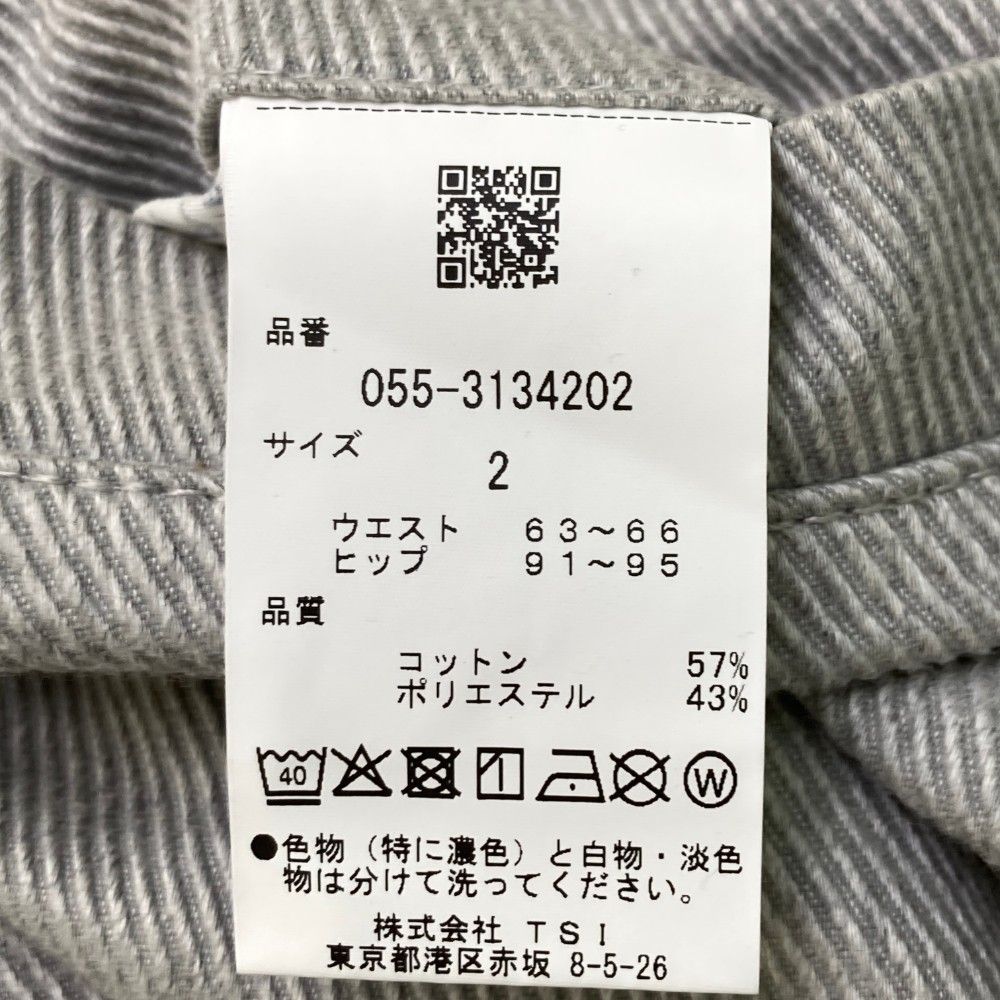 品番
055-3134202
サイズ
2
ウエスト 63～66
ヒップ 91～95
品質
コットン 57%
ポリエステル 43%
40 W
●色物（特に濃色）と白物・淡色
物は分けて洗ってください。
株式会社 TSI
東京都港区赤坂 8-5-26